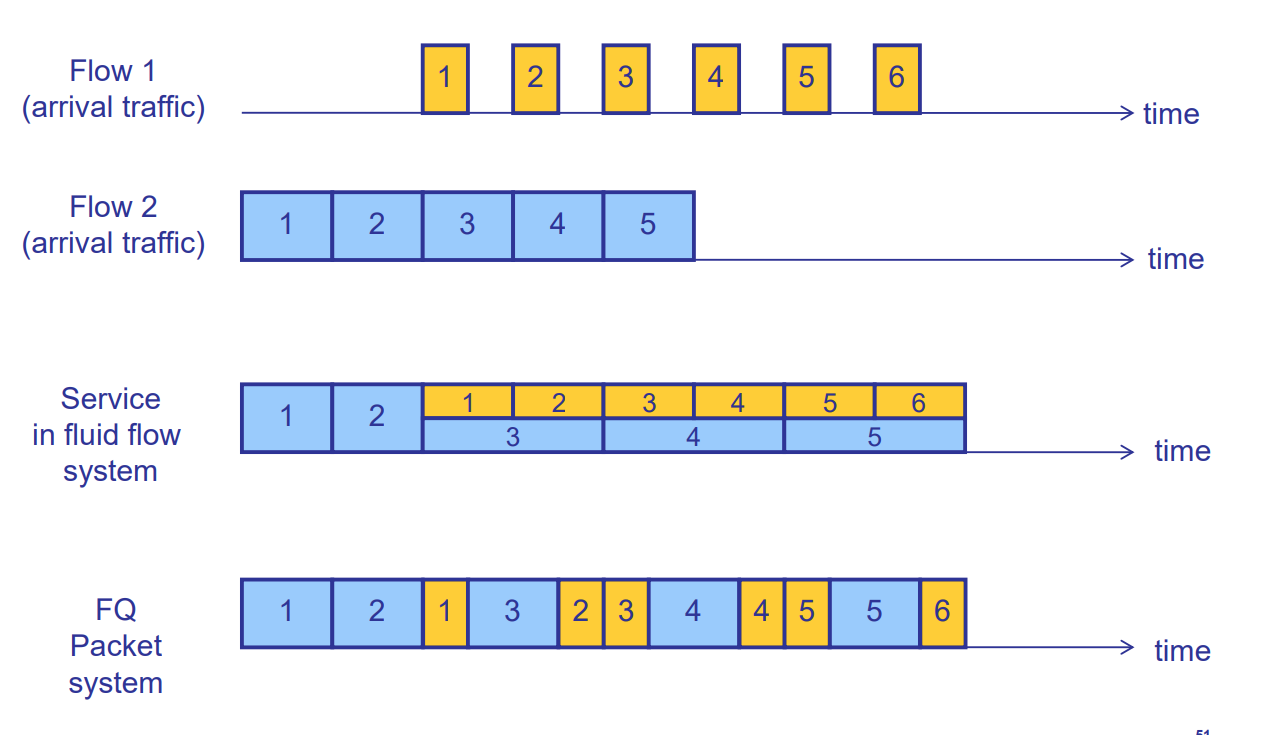 Flow 1
(arrival traffic)
1 2 3 4 5 6
time
Flow 2
(arrival traffic)
1 2 3 4 5
time
Service
in fluid flow
system
1 2 1 2 3 4 5 6
3 4 5
time
FQ
Packet
system
1 2 1 3 2 3 4 4 5 5 6
time
51